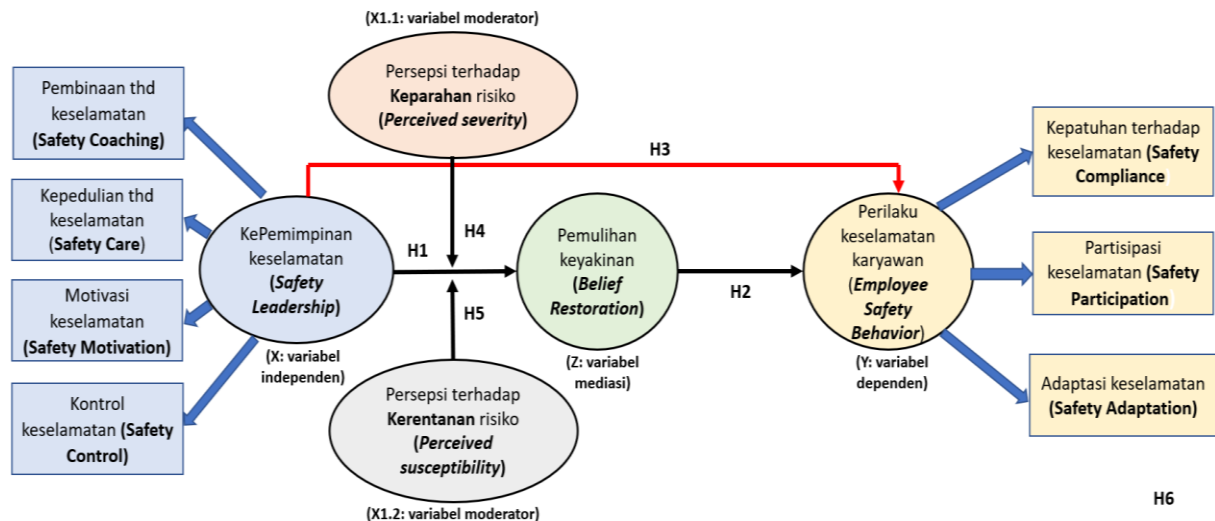 (X1.1: variabel moderator)
Persepsi terhadap
Keparahan risiko
(Perceived severity)
Pembinaan thd
keselamatan
(Safety Coaching)
Kepedulian thd
keselamatan
(Safety Care)
Motivasi
keselamatan
(Safety Motivation)
Kontrol
keselamatan (Safety
Control)
KePemimpinan
keselamatan
(Safety
Leadership)
(X: variabel
independen)
H1
H4
H5
H3
Pemulihan
keyakinan
(Belief
Restoration)
(Z: variabel
mediasi)
H2
Perilaku
keselamatan
karyawan
(Employee
Safety
Behavior)
(Y: variabel
dependen)
Kepatuhan terhadap
keselamatan (Safety
Compliance
Partisipasi
keselamatan (Safety
Participation)
Adaptasi keselamatan
(Safety Adaptation)
Persepsi terhadap
Kerentanan risiko
(Perceived
susceptibility)
(X1.2: variabel moderator)
H6